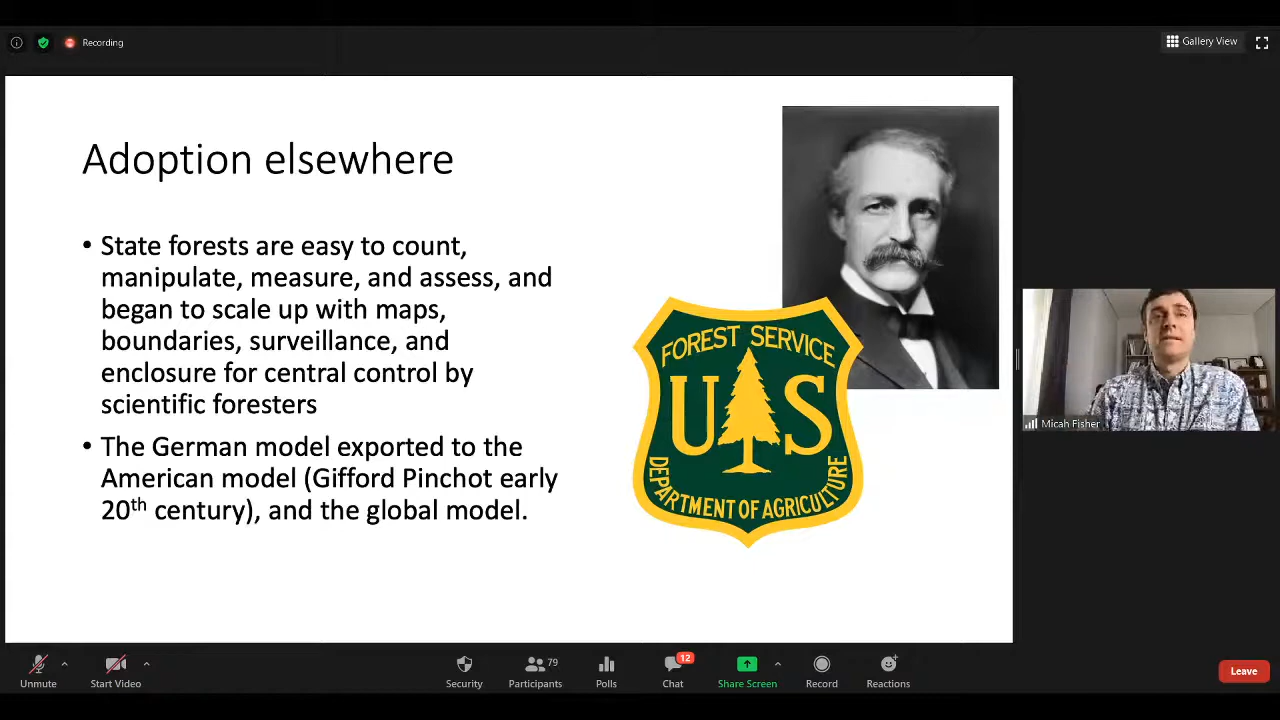 Recording
Gallery View
Adoption elsewhere
• State forests are easy to count,
manipulate, measure, and assess, and
began to scale up with maps,
boundaries, surveillance, and
enclosure for central control by
scientific foresters
• The German model exported to the
American model (Gifford Pinchot early
20th century), and the global model.
FOREST SERVICE
U S
DEPARTMENT OF AGRICULTURE
Micah Fisher
Unmute
Start Video
Security
79
Participants
Polls
12
Chat
Share Screen
Record
Reactions
Leave